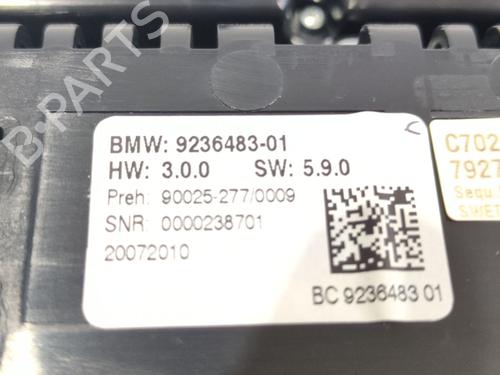 BMW: 9236483-01
HW: 3.0.0 SW: 5.9.0
Preh: 90025-277/0009
SNR: 0000238701
20072010
BC 9236483 01
C702
7927
Sequ
B-Parts